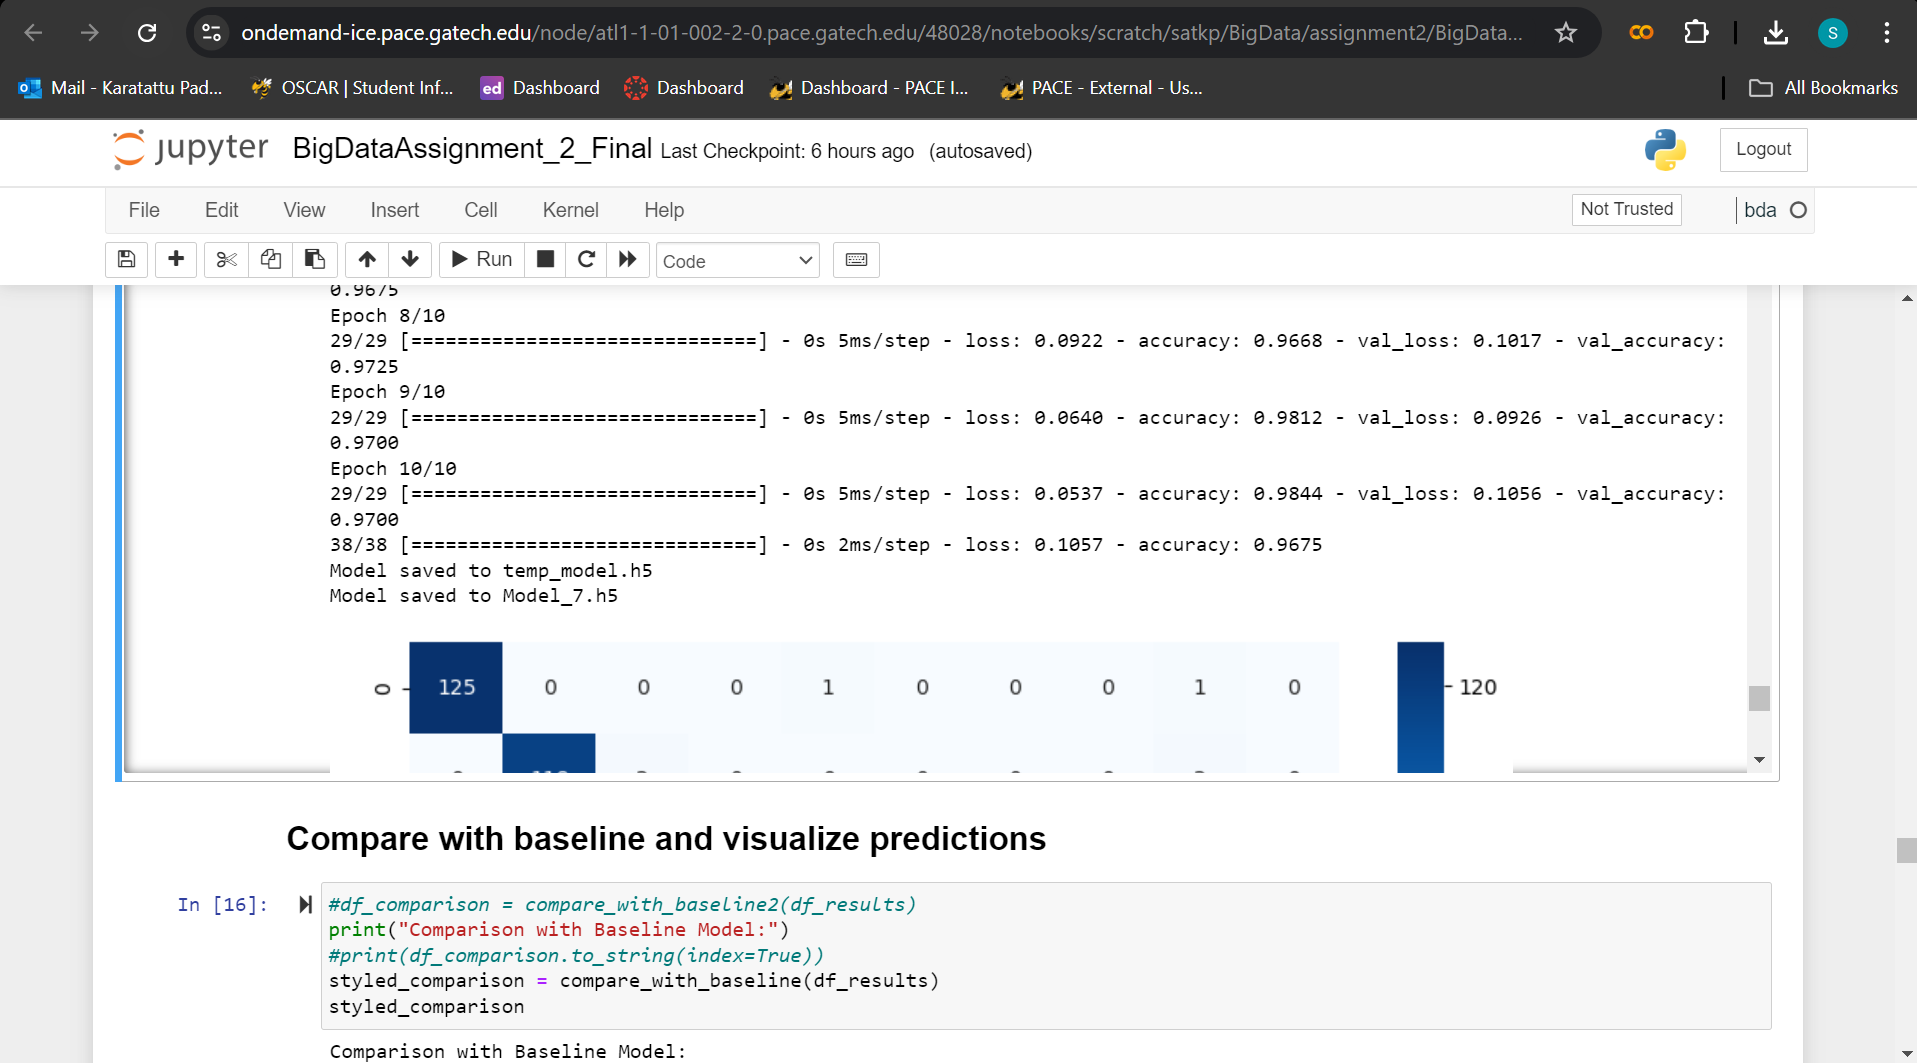 ondemand-ice.pace.gatech.edu/node/atl1-1-01-002-2-0.pace.gatech.edu/48028/notebooks/scratch/satkp/BigData/assignment2/BigData...
S
Mail - Karatattu Pad...
OSCAR | Student Inf...
ed Dashboard
Dashboard
Dashboard - PACE I...
PACE - External - Us...
All Bookmarks
jupyter BigDataAssignment_2_Final Last Checkpoint: 6 hours ago (autosaved)
Logout
File Edit View Insert Cell Kernel Help
Not Trusted
bda
Run
Code
0.9675
Epoch 8/10
29/29 [==============================] - 0s 5ms/step - loss: 0.0922 - accuracy: 0.9668 - val_loss: 0.1017 - val_accuracy:
0.9725
Epoch 9/10
29/29 [==============================] - 0s 5ms/step - loss: 0.0640 - accuracy: 0.9812 - val_loss: 0.0926 - val_accuracy:
0.9700
Epoch 10/10
29/29 [==============================] - 0s 5ms/step - loss: 0.0537 - accuracy: 0.9844 - val_loss: 0.1056 - val_accuracy:
0.9700
38/38 [==============================] - 0s 2ms/step - loss: 0.1057 - accuracy: 0.9675
Model saved to temp_model.h5
Model saved to Model_7.h5
0 125 0 0 0 1 0 0 0 1 0 120
Compare with baseline and visualize predictions
In [16]:
#df_comparison = compare_with_baseline2(df_results)
print("Comparison with Baseline Model:")
#print(df_comparison.to_string(index=True))
styled_comparison = compare_with_baseline(df_results)
styled_comparison
Comparison with Baseline Model: